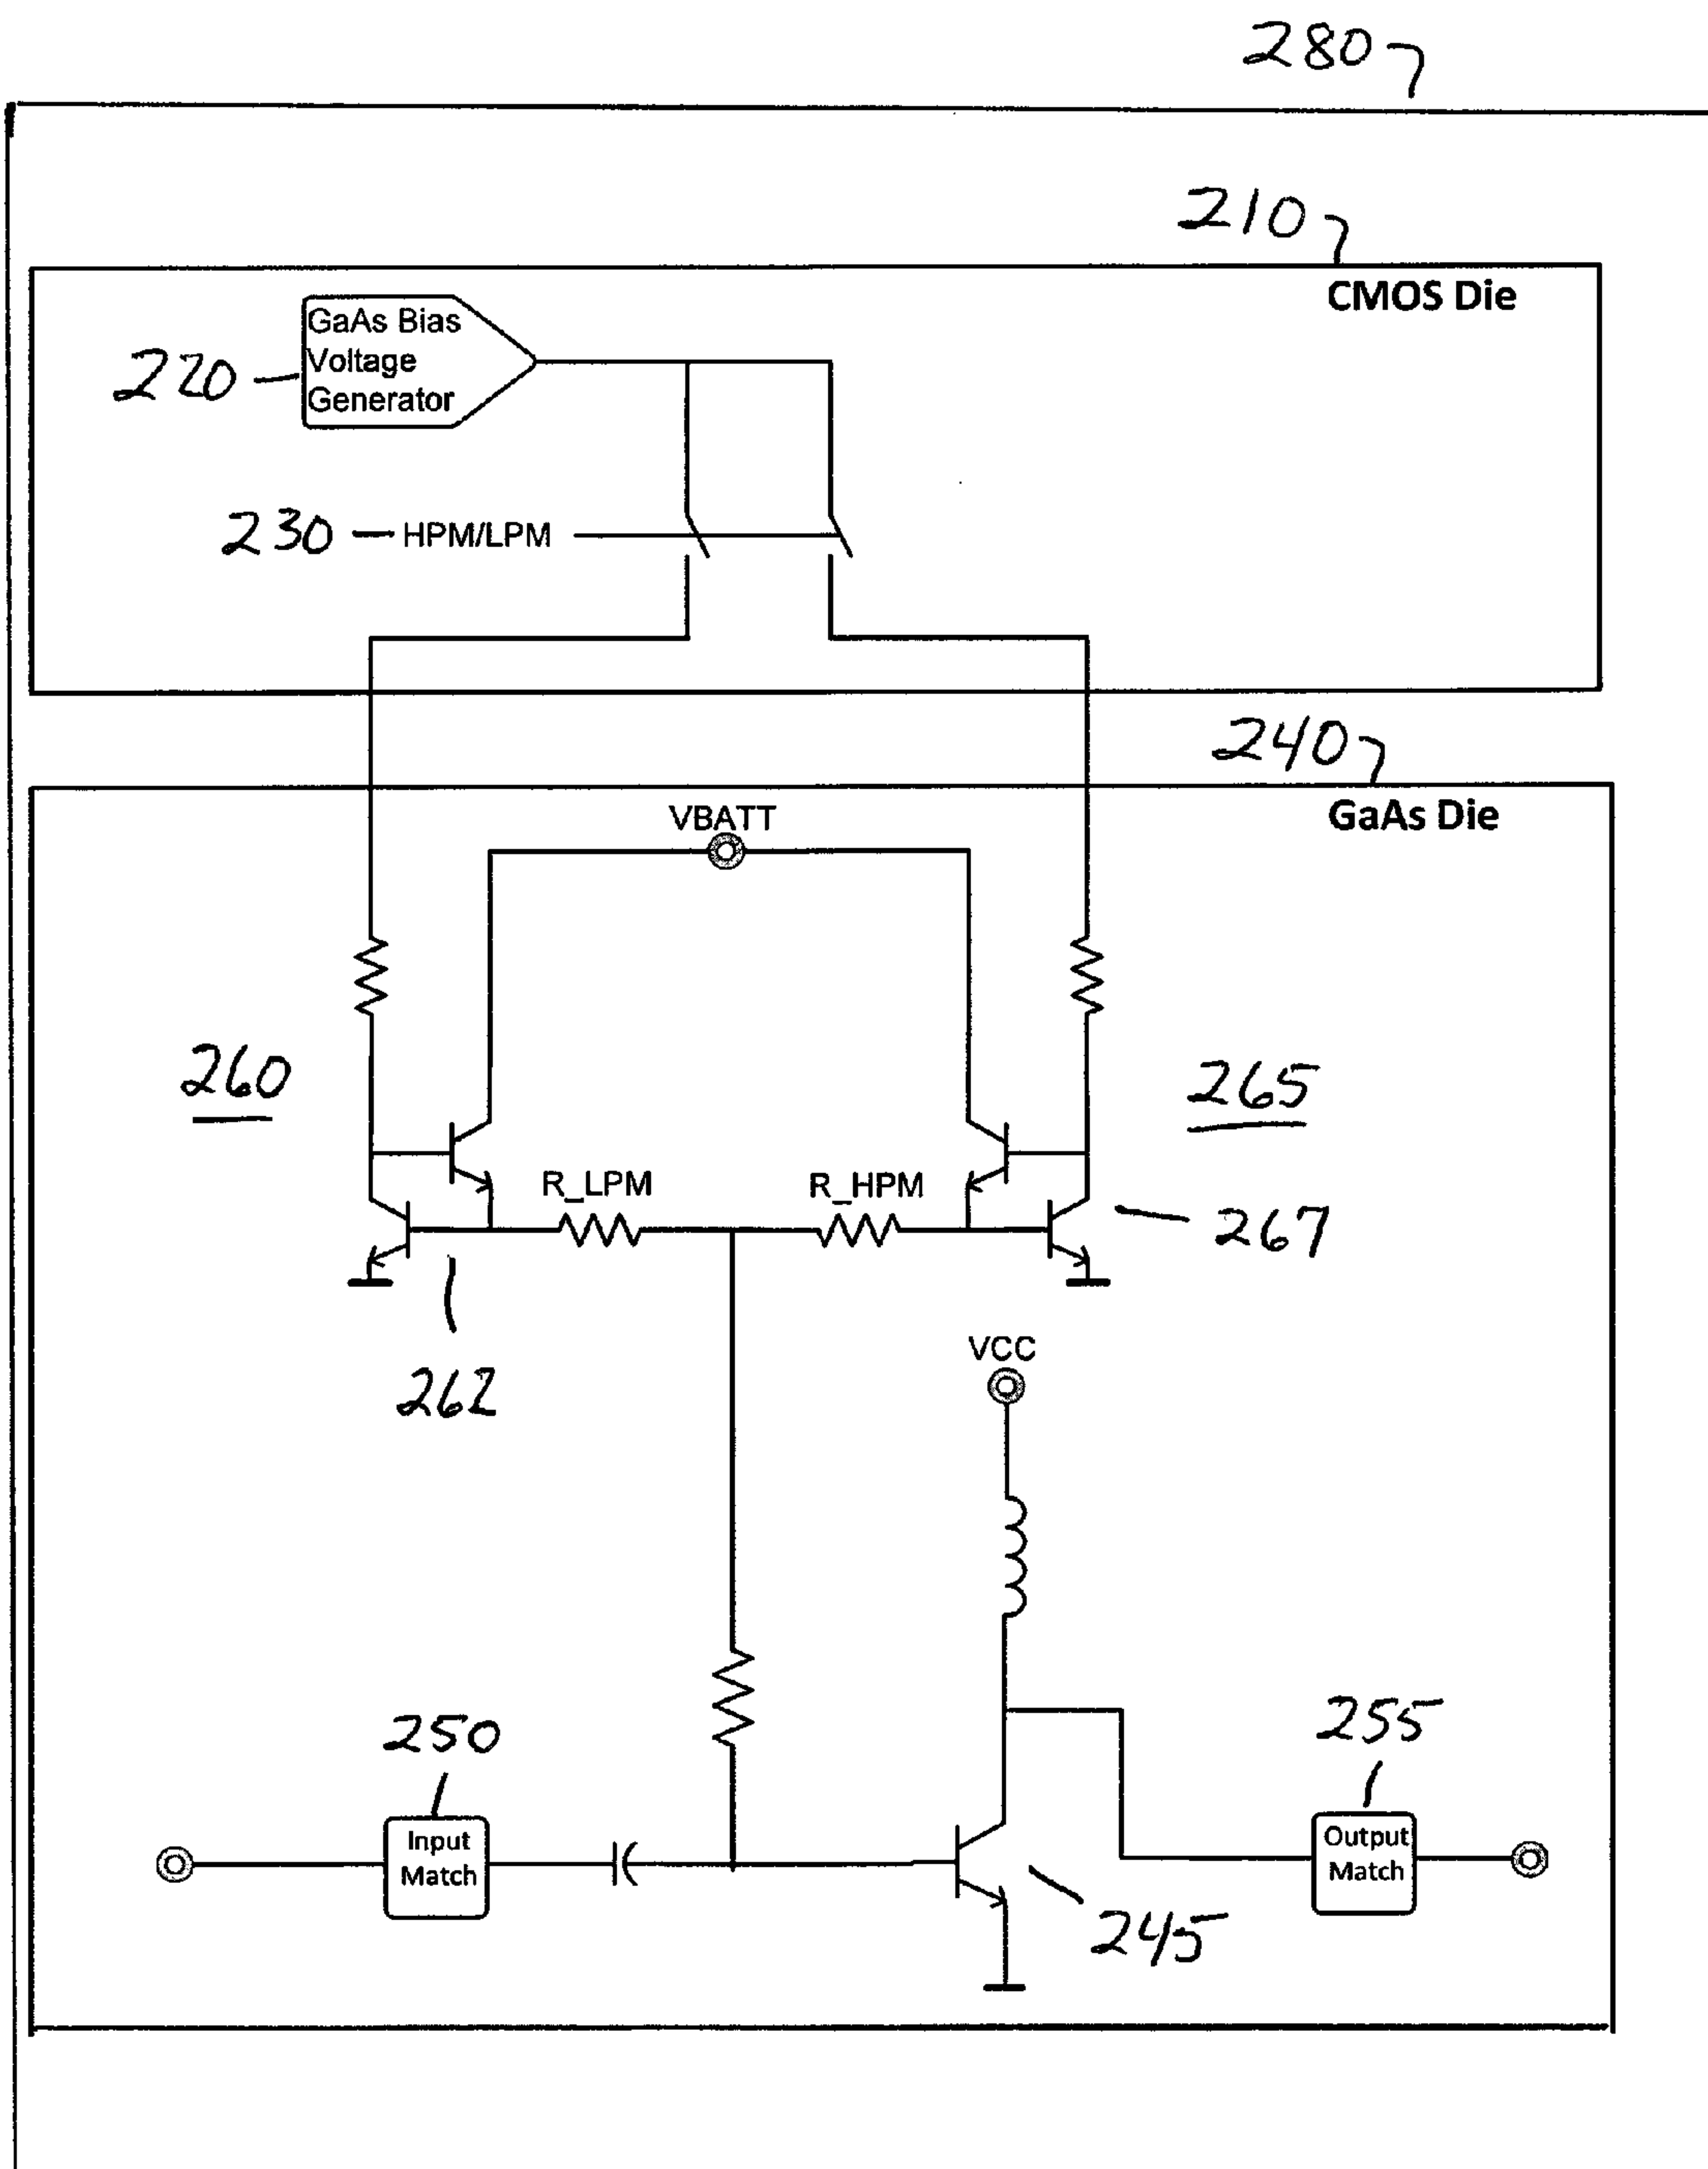 280
210
CMOS Die
GaAs Bias
Voltage
Generator
220
230
HPM/LPM
240
GaAs Die
VBATT
260
265
R_LPM
R_HPM
267
262
VCC
250
255
Input
Match
Output
Match
245